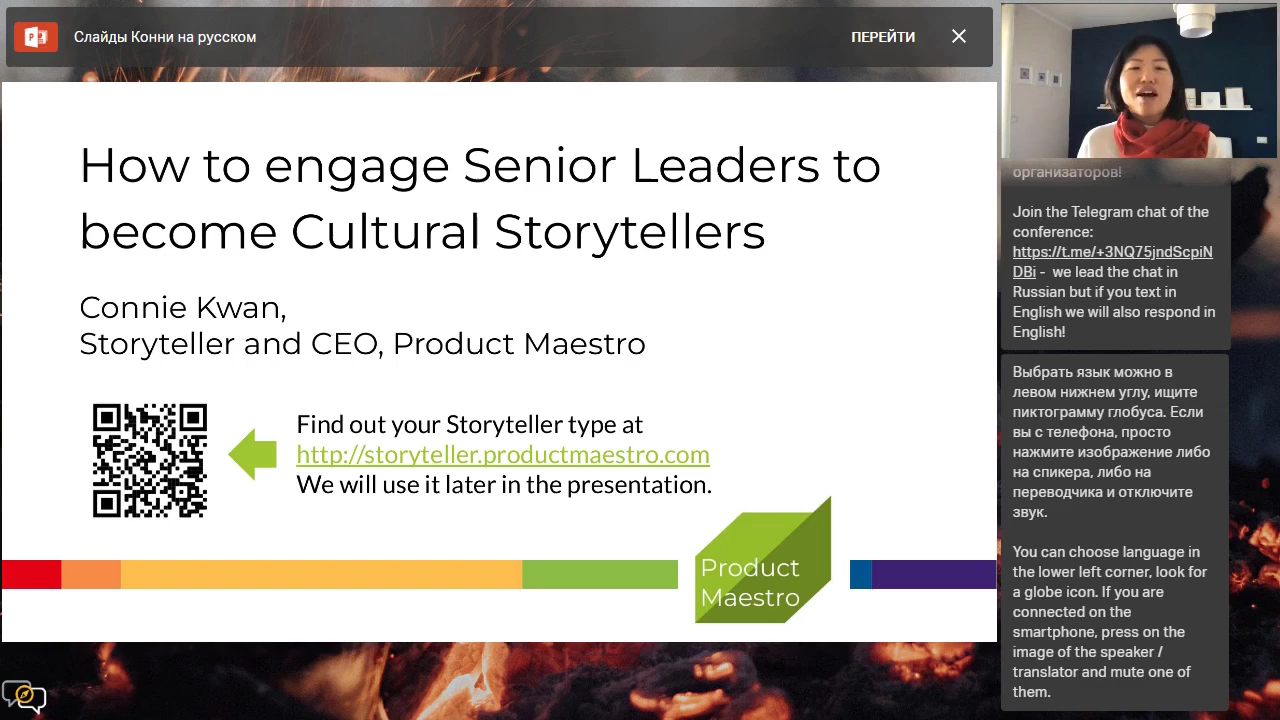 Слайды Конни на русском
ПЕРЕЙТИ
How to engage Senior Leaders to
become Cultural Storytellers
Connie Kwan,
Storyteller and CEO, Product Maestro
Find out your Storyteller type at
http://storyteller.productmaestro.com
We will use it later in the presentation.
Product
Maestro
организаторов!
Join the Telegram chat of the
conference:
https://t.me/+3NQ75jndScpiN
DBi - we lead the chat in
Russian but if you text in
English we will also respond in
English!
Выбрать язык можно в
левом нижнем углу, ищите
пиктограмму глобуса. Если
вы с телефона, просто
нажмите изображение либо
на спикера, либо на
переводчика и отключите
звук.
You can choose language in
the lower left corner, look for
a globe icon. If you are
connected on the
smartphone, press on the
image of the speaker /
translator and mute one of
them.